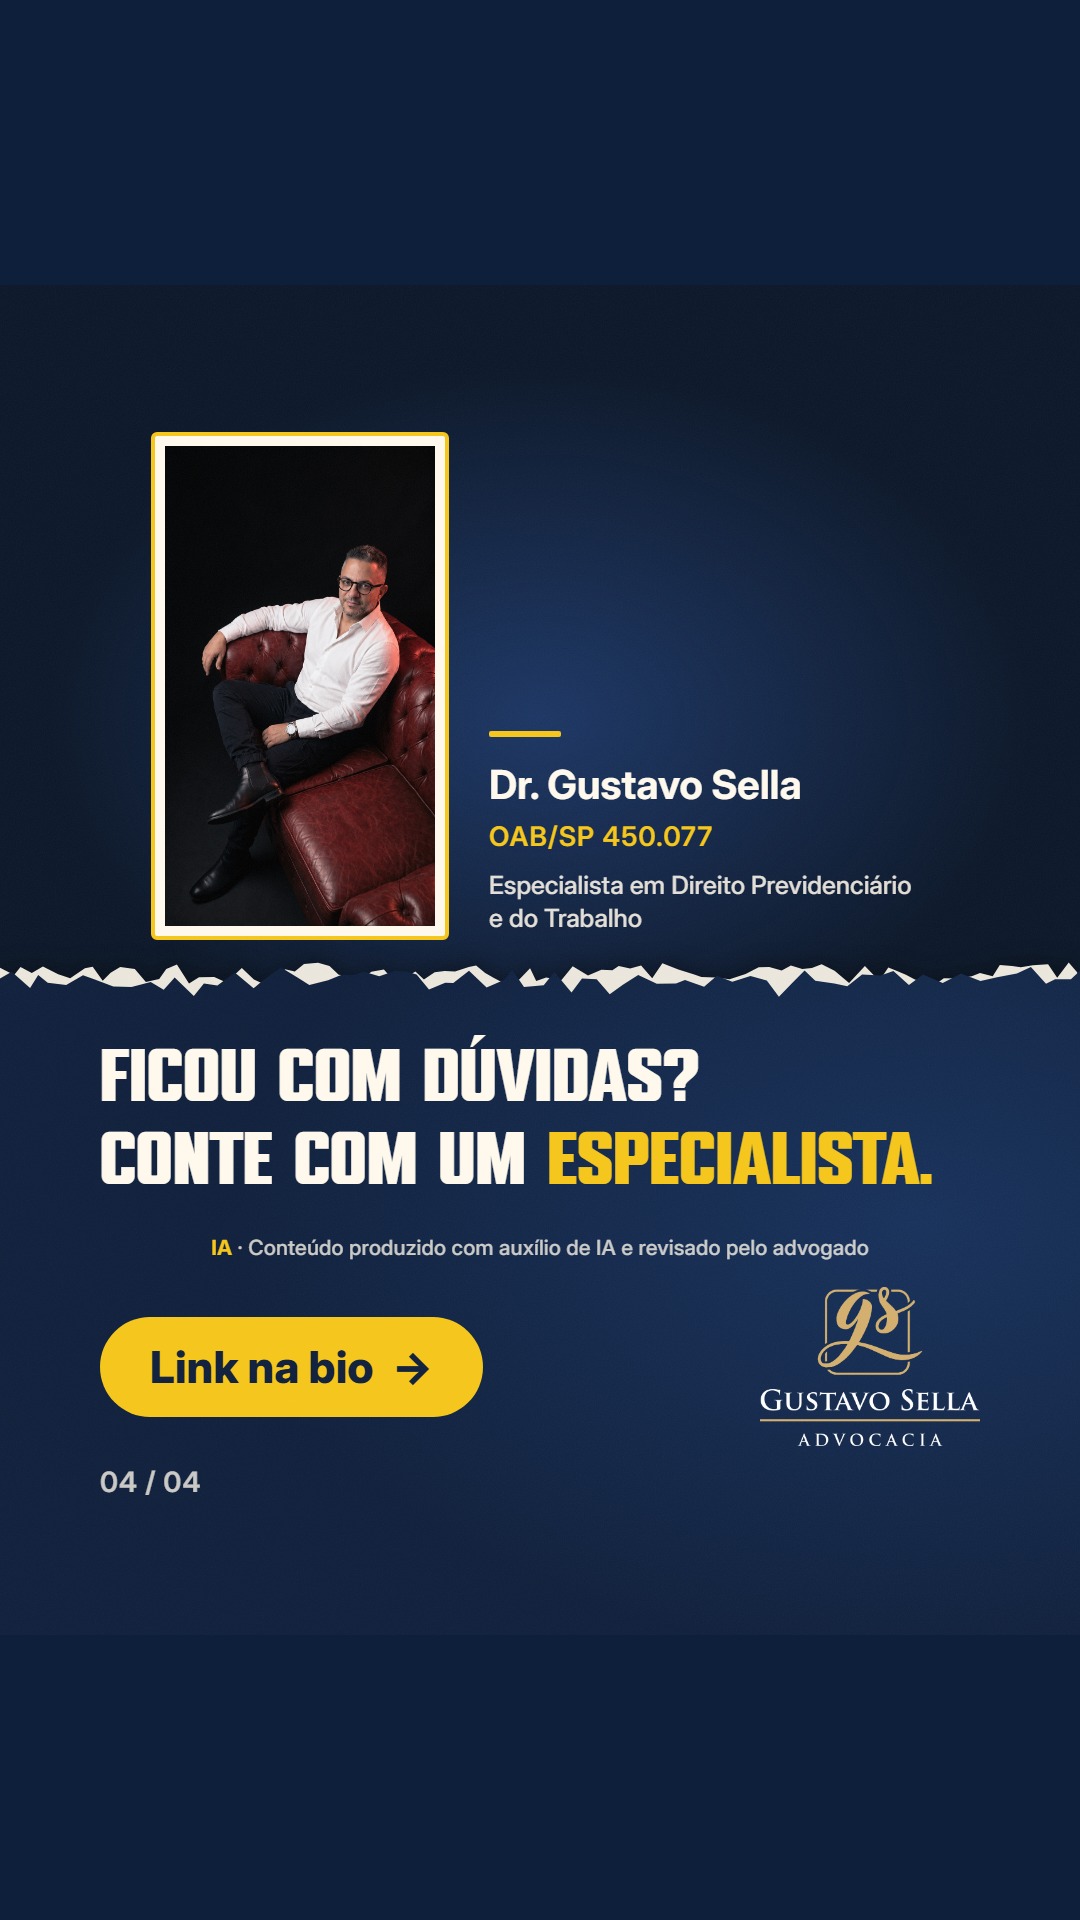 Dr. Gustavo Sella
OAB/SP 450.077
Especialista em Direito Previdenciário
e do Trabalho
FICOU COM DÚVIDAS?
CONTE COM UM ESPECIALISTA.
IA · Conteúdo produzido com auxílio de IA e revisado pelo advogado
Link na bio →
gs
GUSTAVO SELLA
ADVOCACIA
04 / 04